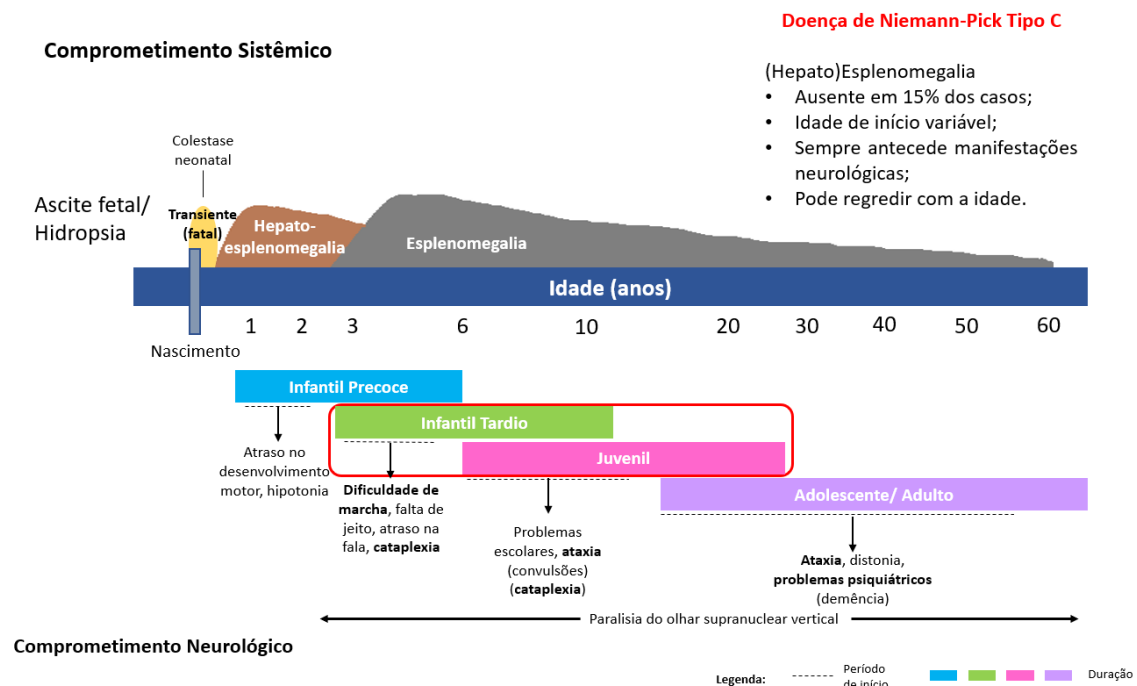 Doença de Niemann-Pick Tipo C
Comprometimento Sistêmico
(Hepato)Esplenomegalia
• Ausente em 15% dos casos;
• Idade de início variável;
• Sempre antecede manifestações
neurológicas;
• Pode regredir com a idade.
Colestase
neonatal
Ascite fetal/
Hidropsia
Transiente
(fatal)
Hepato-
esplenomegalia
Esplenomegalia
Idade (anos)
1 2 3 6 10 20 30 40 50 60
Nascimento
Infantil Precoce
Infantil Tardio
Juvenil
Adolescente/ Adulto
Atraso no
desenvolvimento
motor, hipotonia
Dificuldade de
marcha, falta de
jeito, atraso na
fala, cataplexia
Problemas
escolares, ataxia
(convulsões)
(cataplexia)
Ataxia, distonia,
problemas psiquiátricos
(demência)
Paralisia do olhar supranuclear vertical
Comprometimento Neurológico
Legenda:
Período
de início
Duração